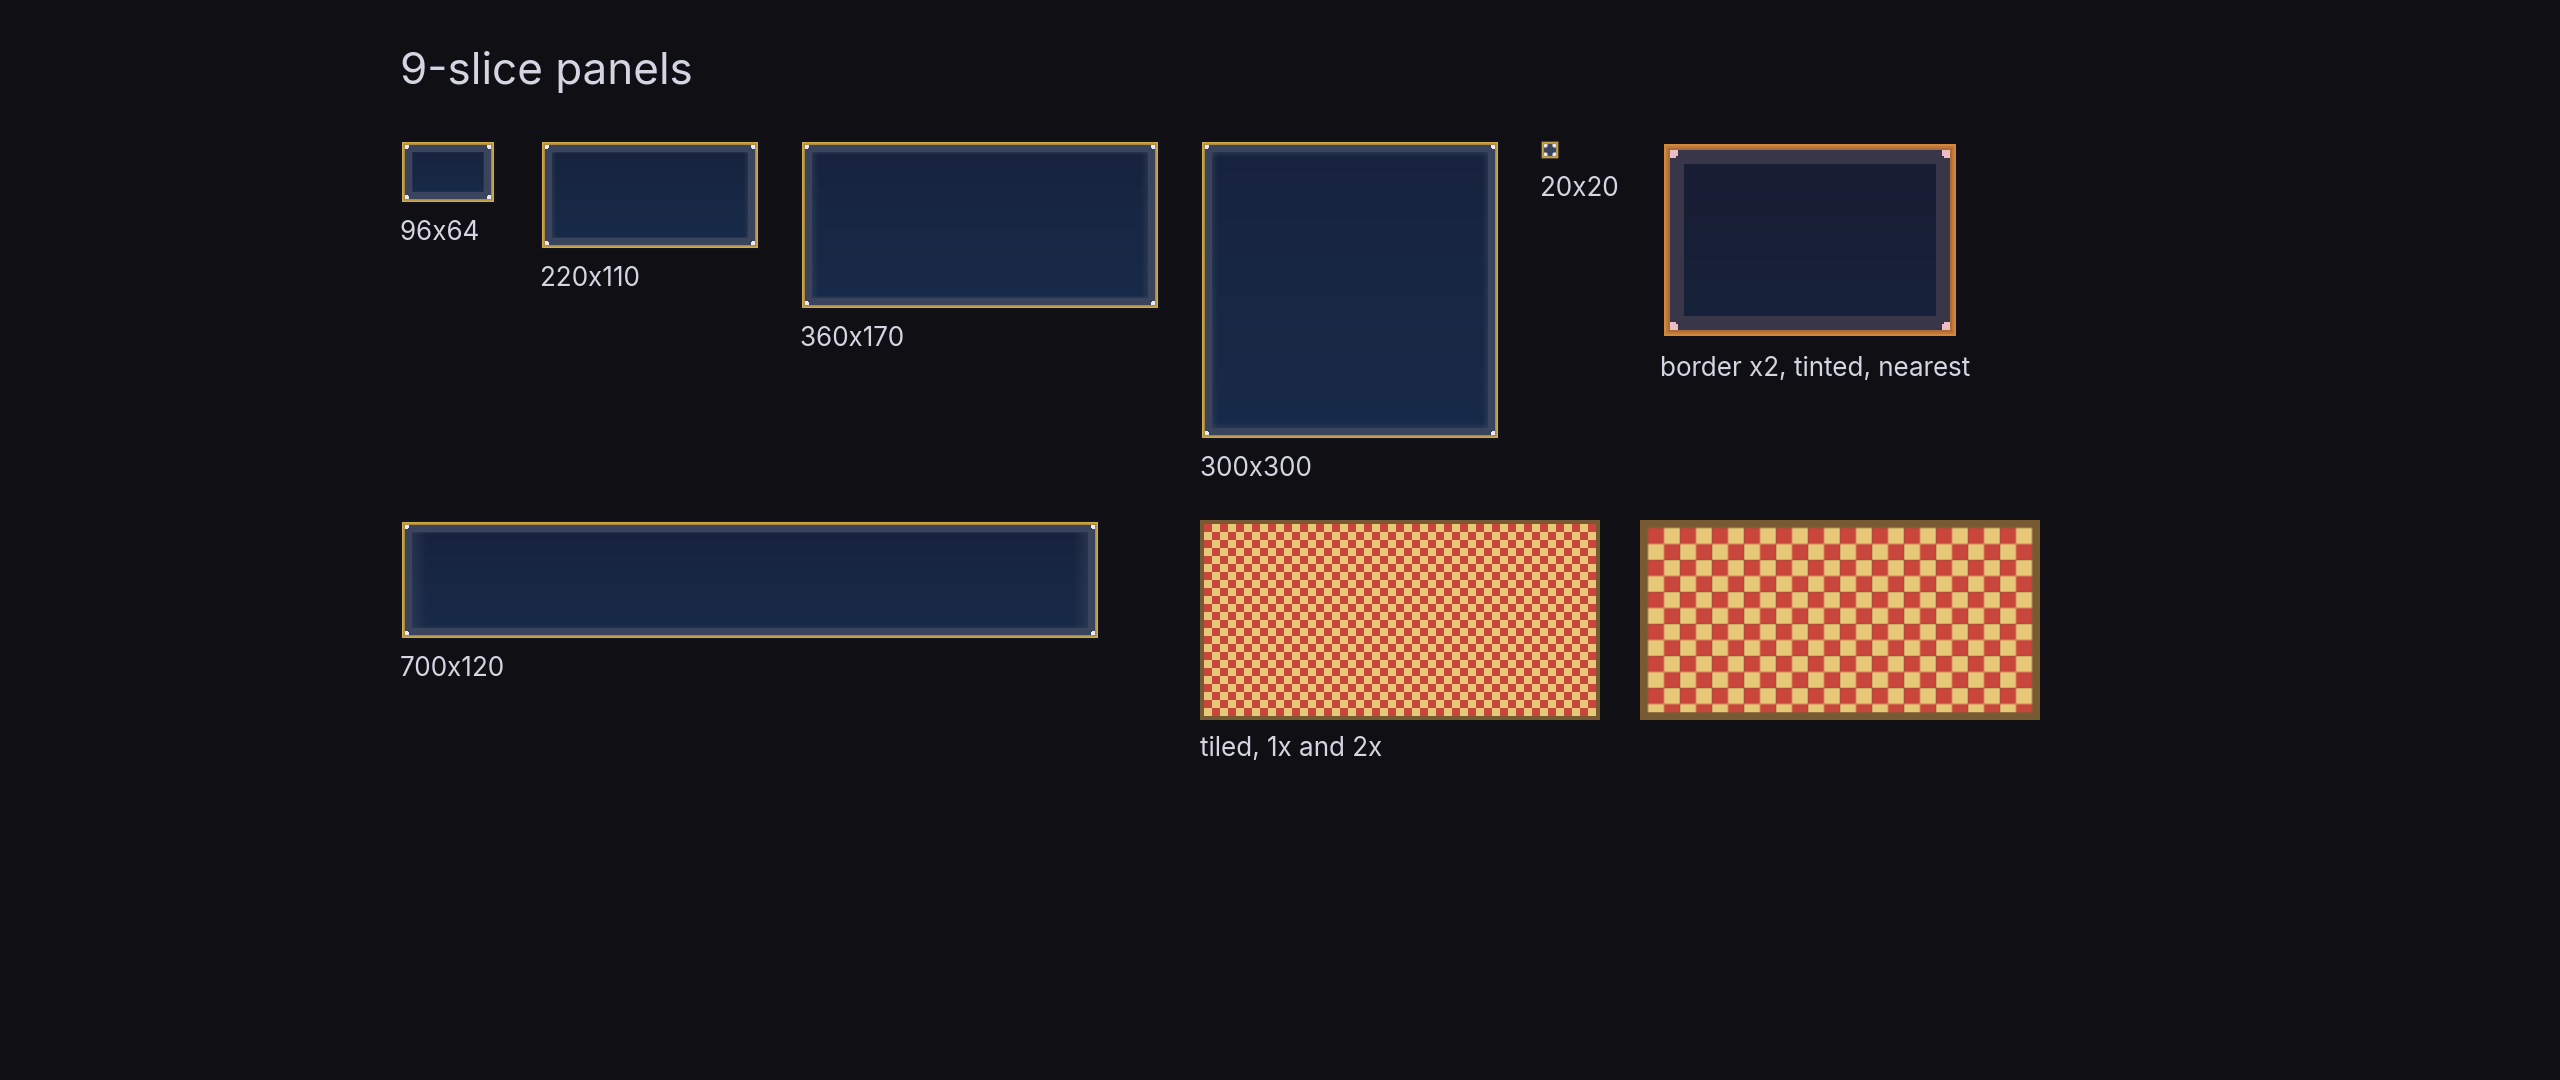 9-slice panels
96x64
220x110
360x170
300x300
20x20
border x2, tinted, nearest
700x120
tiled, 1x and 2x